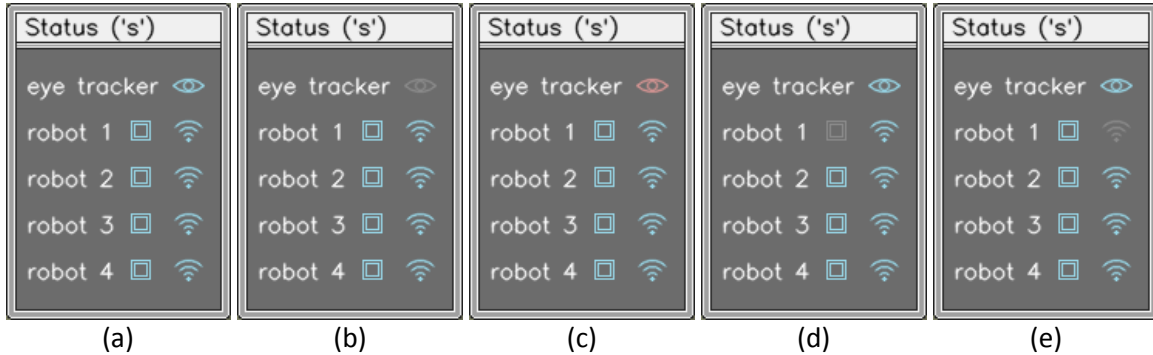 Status ('s')
eye tracker
robot 1
robot 2
robot 3
robot 4
(a)
Status ('s')
eye tracker
robot 1
robot 2
robot 3
robot 4
(b)
Status ('s')
eye tracker
robot 1
robot 2
robot 3
robot 4
(c)
Status ('s')
eye tracker
robot 1
robot 2
robot 3
robot 4
(d)
Status ('s')
eye tracker
robot 1
robot 2
robot 3
robot 4
(e)